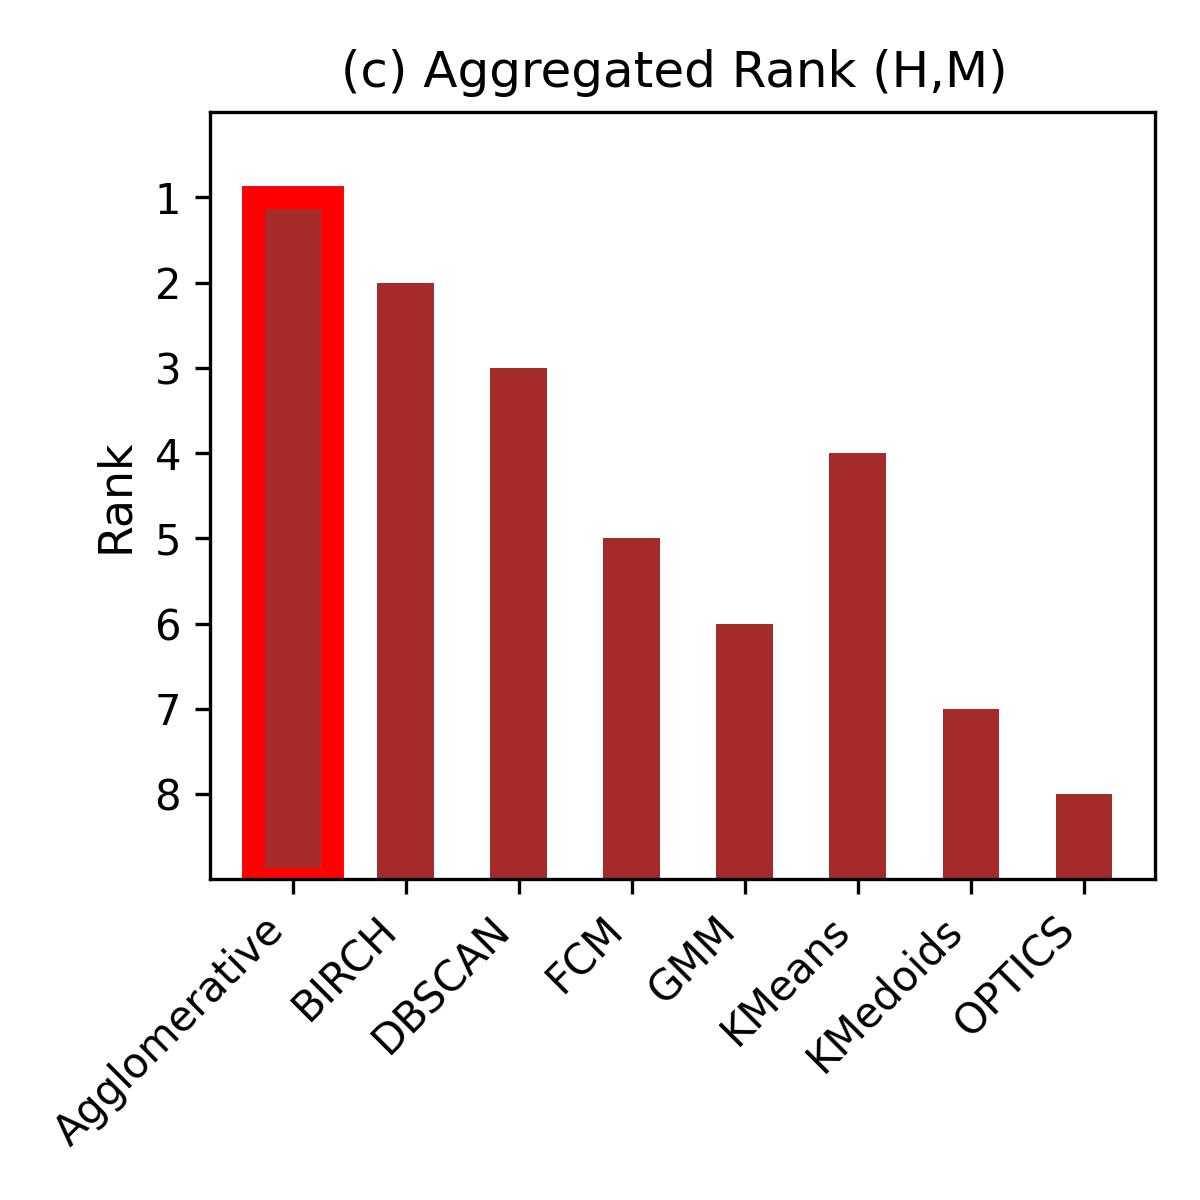 (c) Aggregated Rank (H,M)
Rank
1
2
3
4
5
6
7
8
Agglomerative
BIRCH
DBSCAN
FCM
GMM
KMeans
KMedoids
OPTICS